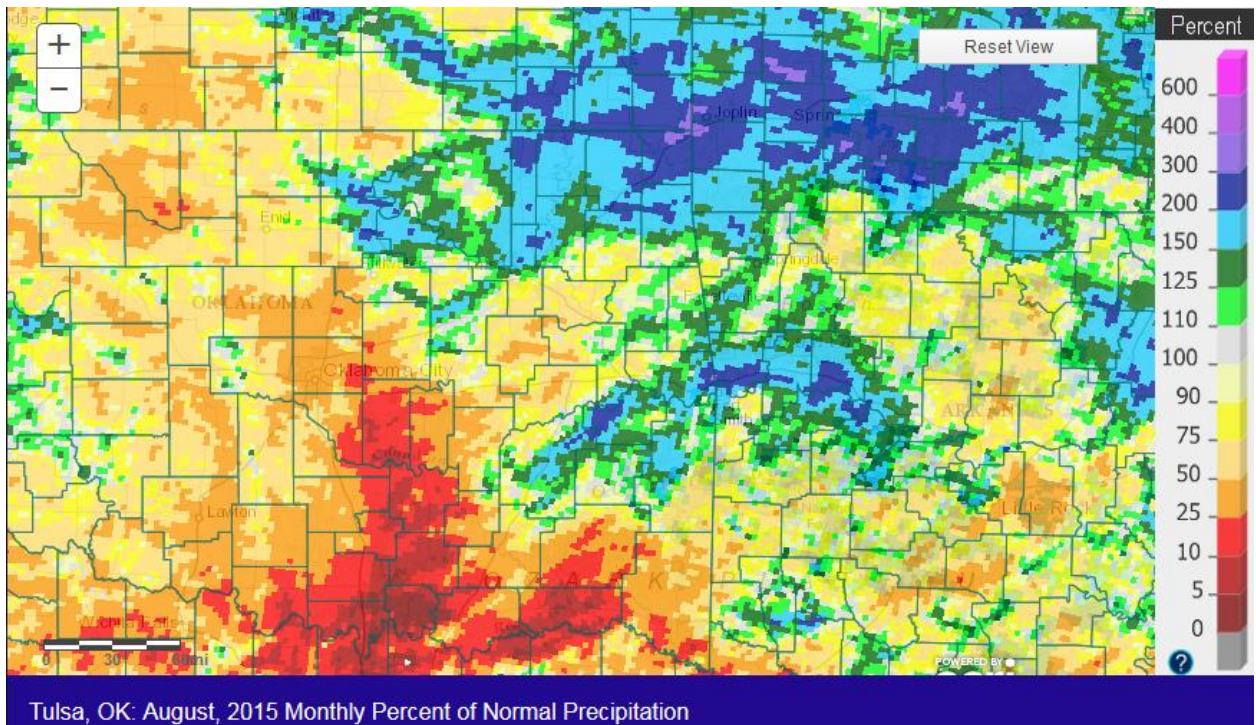 Percent
+
−
Reset View
600
400
300
200
150
125
110
100
90
75
50
25
10
5
0
Joplin
Enid
OKLAHOMA
Oklahoma City
Springdale
ARKANSAS
Lawton
Little Rock
0 30 60mi
POWERED BY
?
Tulsa, OK: August, 2015 Monthly Percent of Normal Precipitation